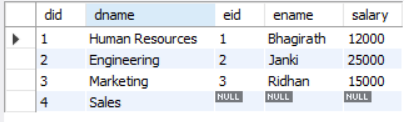 did dname eid ename salary
1 Human Resources 1 Bhagirath 12000
2 Engineering 2 Janki 25000
3 Marketing 3 Ridhan 15000
4 Sales NULL NULL NULL